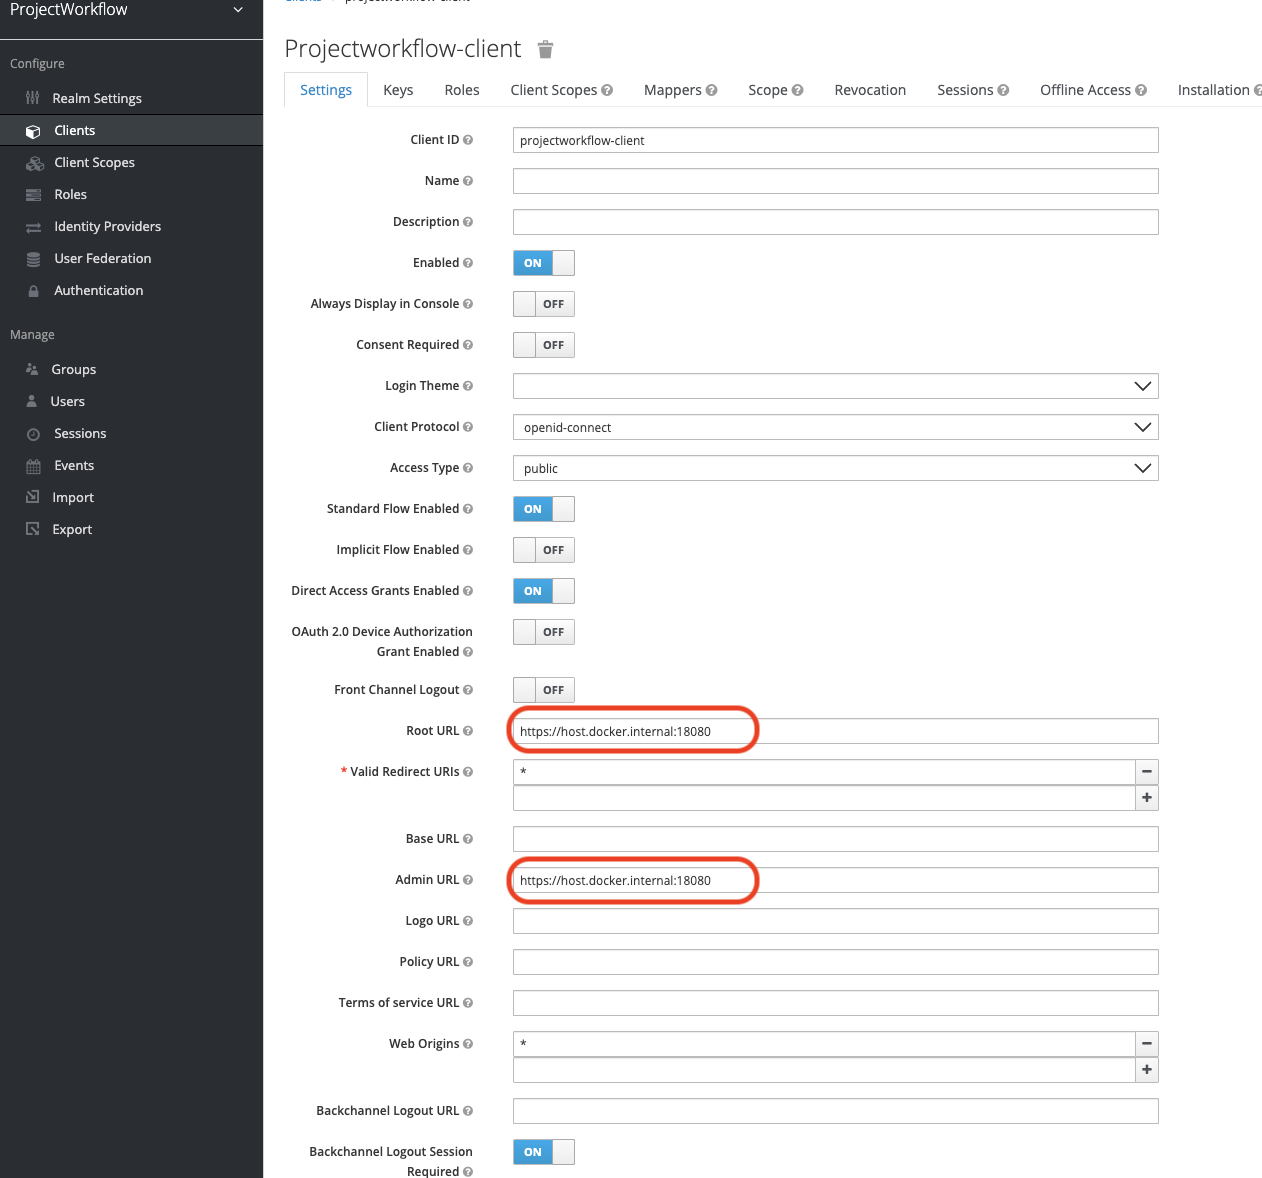 ProjectWorkflow
Configure
Realm Settings
Clients
Client Scopes
Roles
Identity Providers
User Federation
Authentication
Manage
Groups
Users
Sessions
Events
Import
Export
Projectworkflow-client
Settings Keys Roles Client Scopes Mappers Scope Revocation Sessions Offline Access Installation
Client ID projectworkflow-client
Name
Description
Enabled ON
Always Display in Console OFF
Consent Required OFF
Login Theme
Client Protocol openid-connect
Access Type public
Standard Flow Enabled ON
Implicit Flow Enabled OFF
Direct Access Grants Enabled ON
OAuth 2.0 Device Authorization
Grant Enabled OFF
Front Channel Logout OFF
Root URL https://host.docker.internal:18080
* Valid Redirect URIs *
Base URL
Admin URL https://host.docker.internal:18080
Logo URL
Policy URL
Terms of service URL
Web Origins *
Backchannel Logout URL
Backchannel Logout Session
Required ON